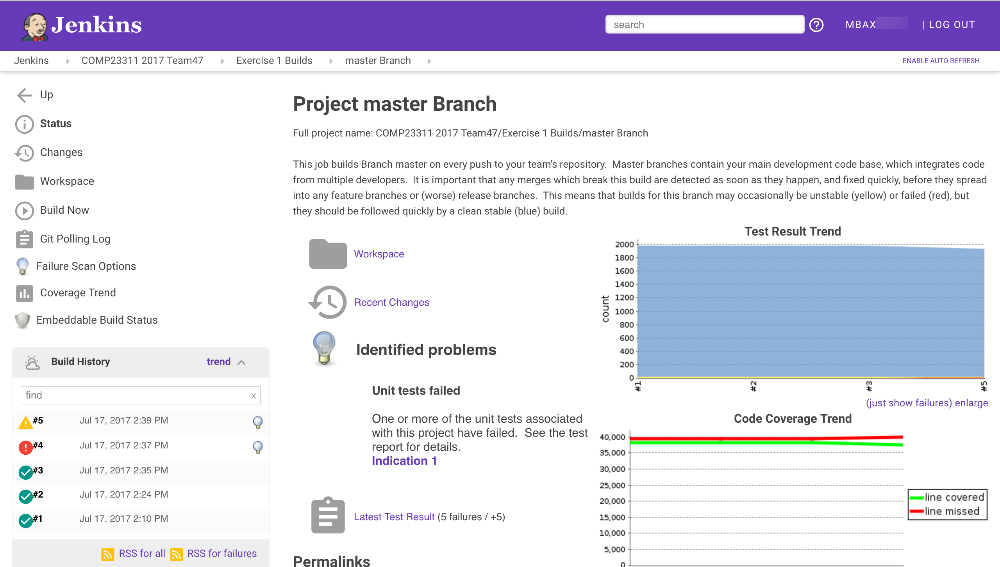 Jenkins
search
MBAX
| LOG OUT
Jenkins
COMP23311 2017 Team47
Exercise 1 Builds
master Branch
ENABLE AUTO REFRESH
Up
Status
Changes
Workspace
Build Now
Git Polling Log
Failure Scan Options
Coverage Trend
Embeddable Build Status
Build History
trend
find
x
#5 Jul 17, 2017 2:39 PM
#4 Jul 17, 2017 2:37 PM
#3 Jul 17, 2017 2:35 PM
#2 Jul 17, 2017 2:24 PM
#1 Jul 17, 2017 2:10 PM
RSS for all RSS for failures
Project master Branch
Full project name: COMP23311 2017 Team47/Exercise 1 Builds/master Branch
This job builds Branch master on every push to your team's repository. Master branches contain your main development code base, which integrates code
from multiple developers. It is important that any merges which break this build are detected as soon as they happen, and fixed quickly, before they spread
into any feature branches or (worse) release branches. This means that builds for this branch may occasionally be unstable (yellow) or failed (red), but
they should be followed quickly by a clean stable (blue) build.
Workspace
Recent Changes
Identified problems
Unit tests failed
One or more of the unit tests associated
with this project have failed. See the test
report for details.
Indication 1
Latest Test Result (5 failures / +5)
Permalinks
Test Result Trend
count
2000
1800
1600
1400
1200
1000
800
600
400
200
0
#1
#2
#3
#5
(just show failures) enlarge
Code Coverage Trend
40,000
35,000
30,000
25,000
20,000
15,000
10,000
5,000
0
line covered
line missed